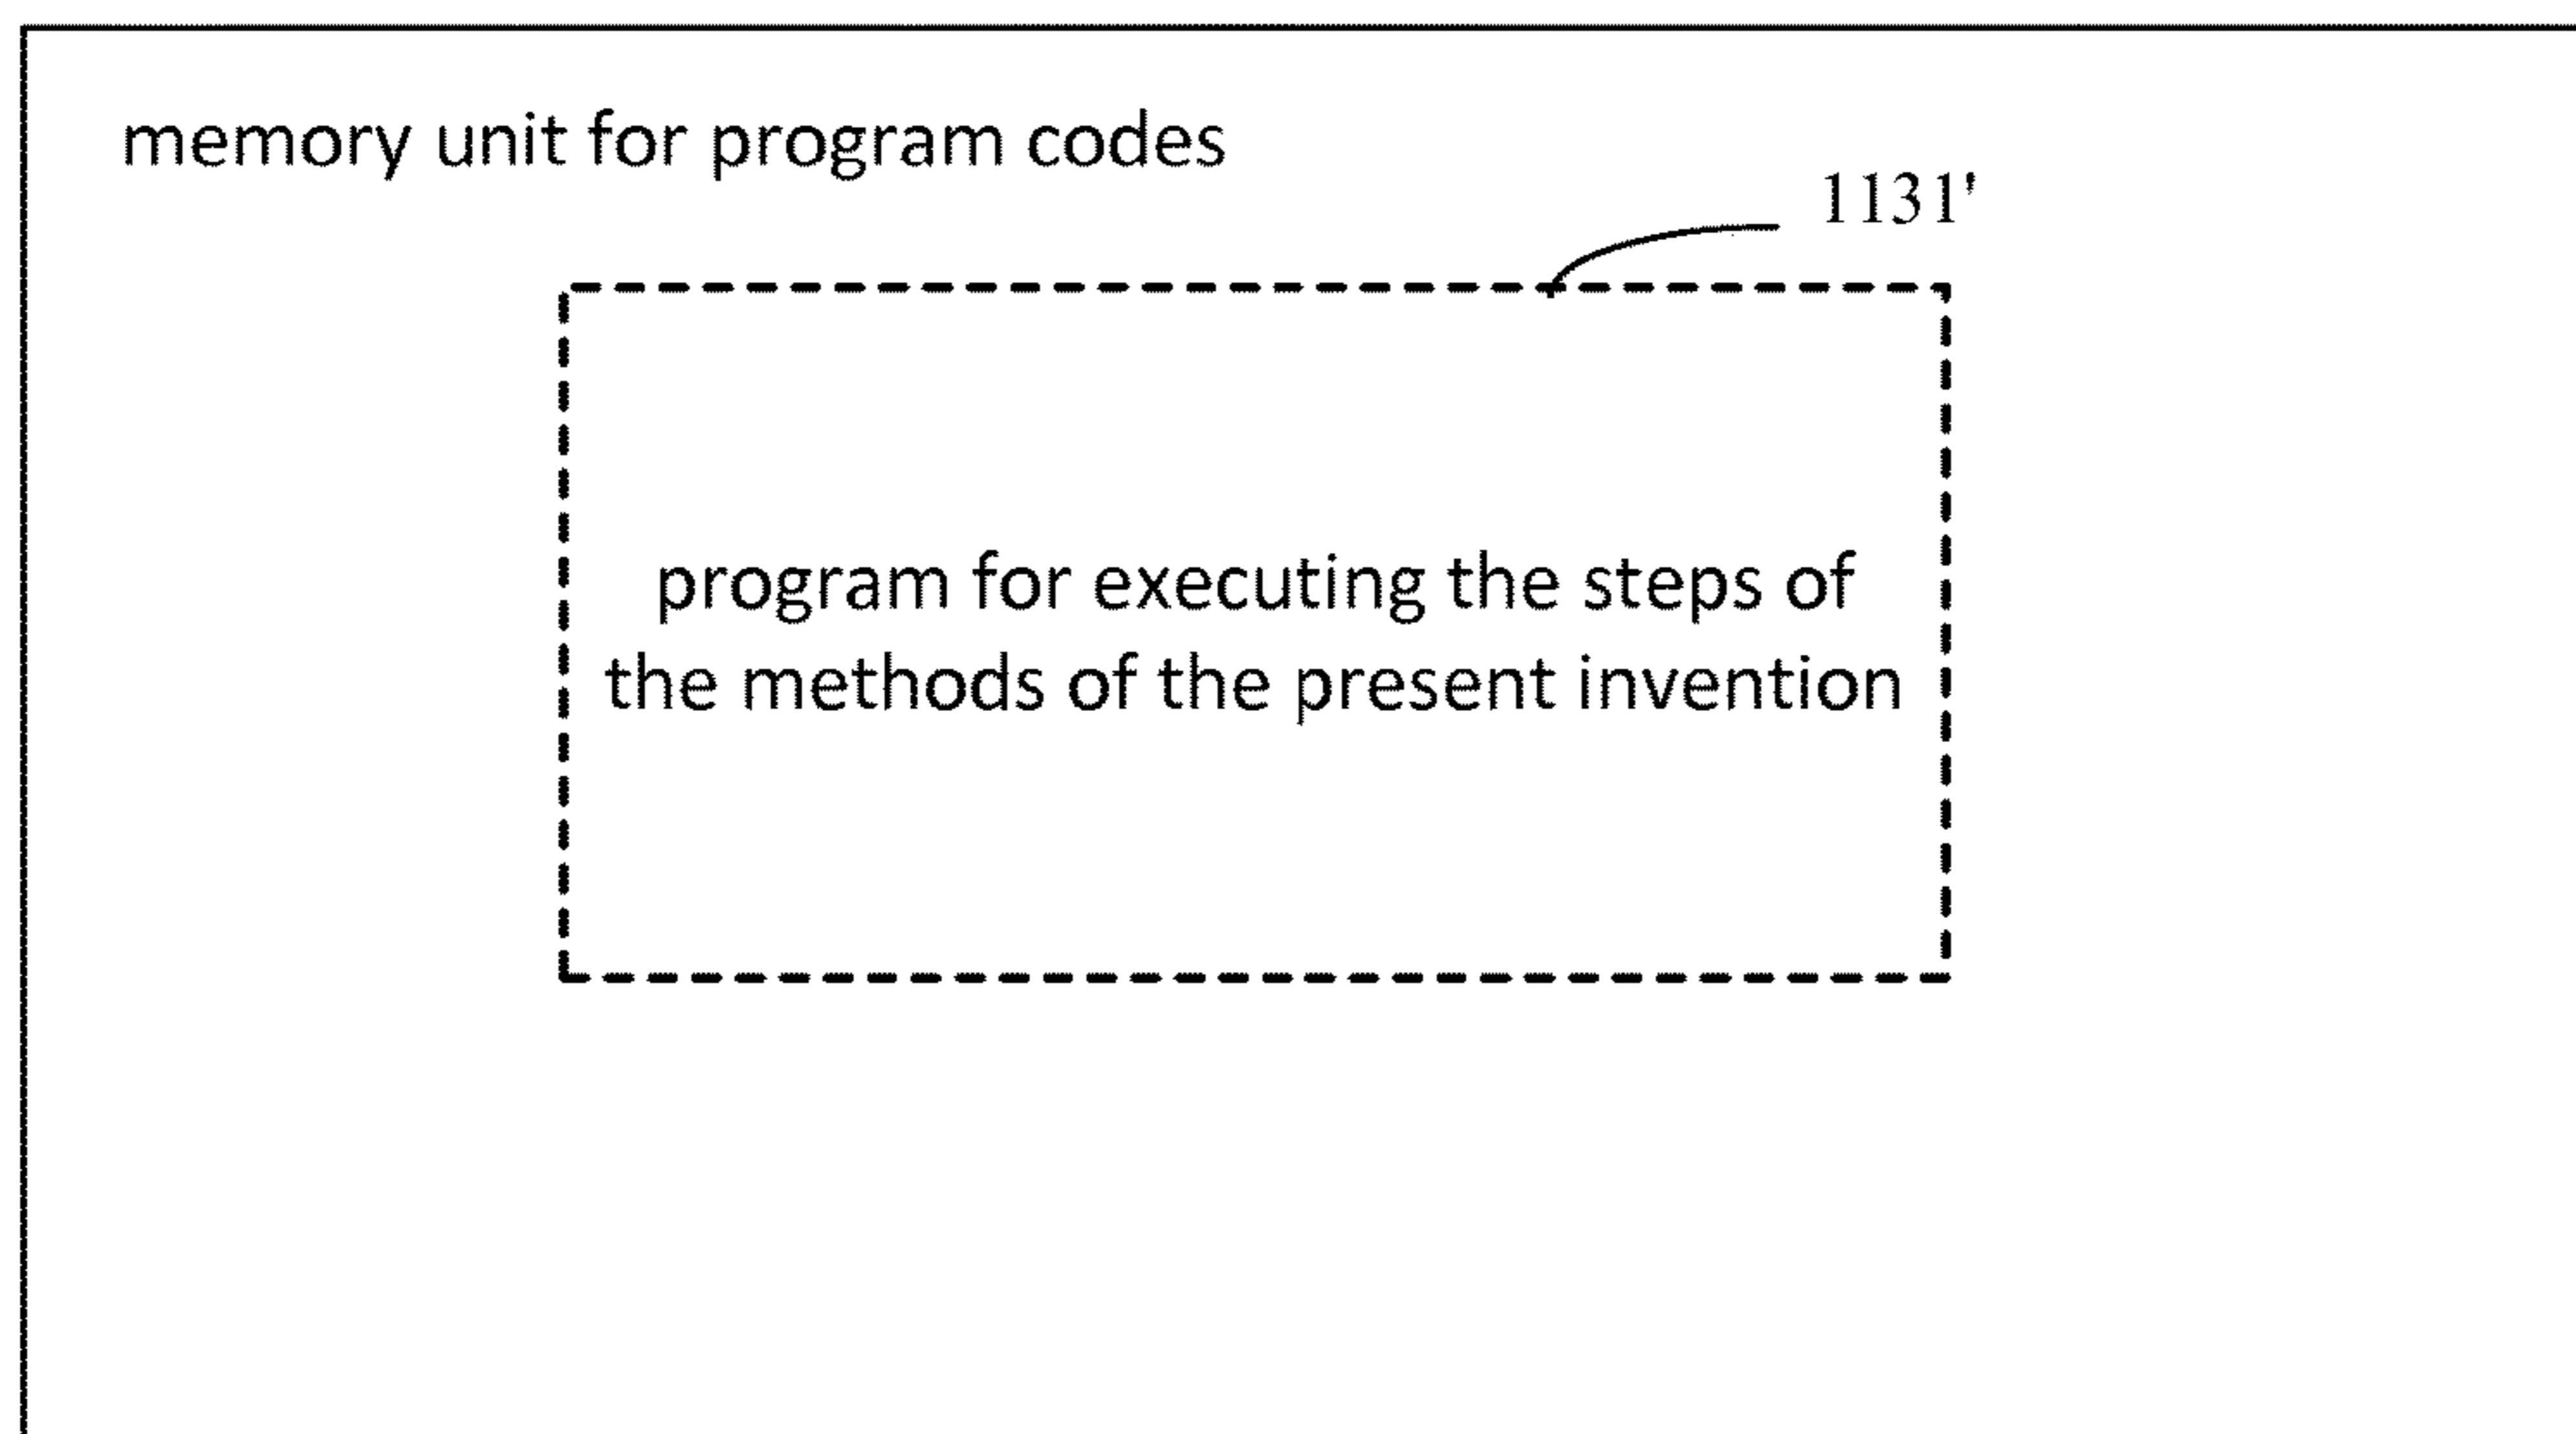 memory unit for program codes
1131'
program for executing the steps of
the methods of the present invention